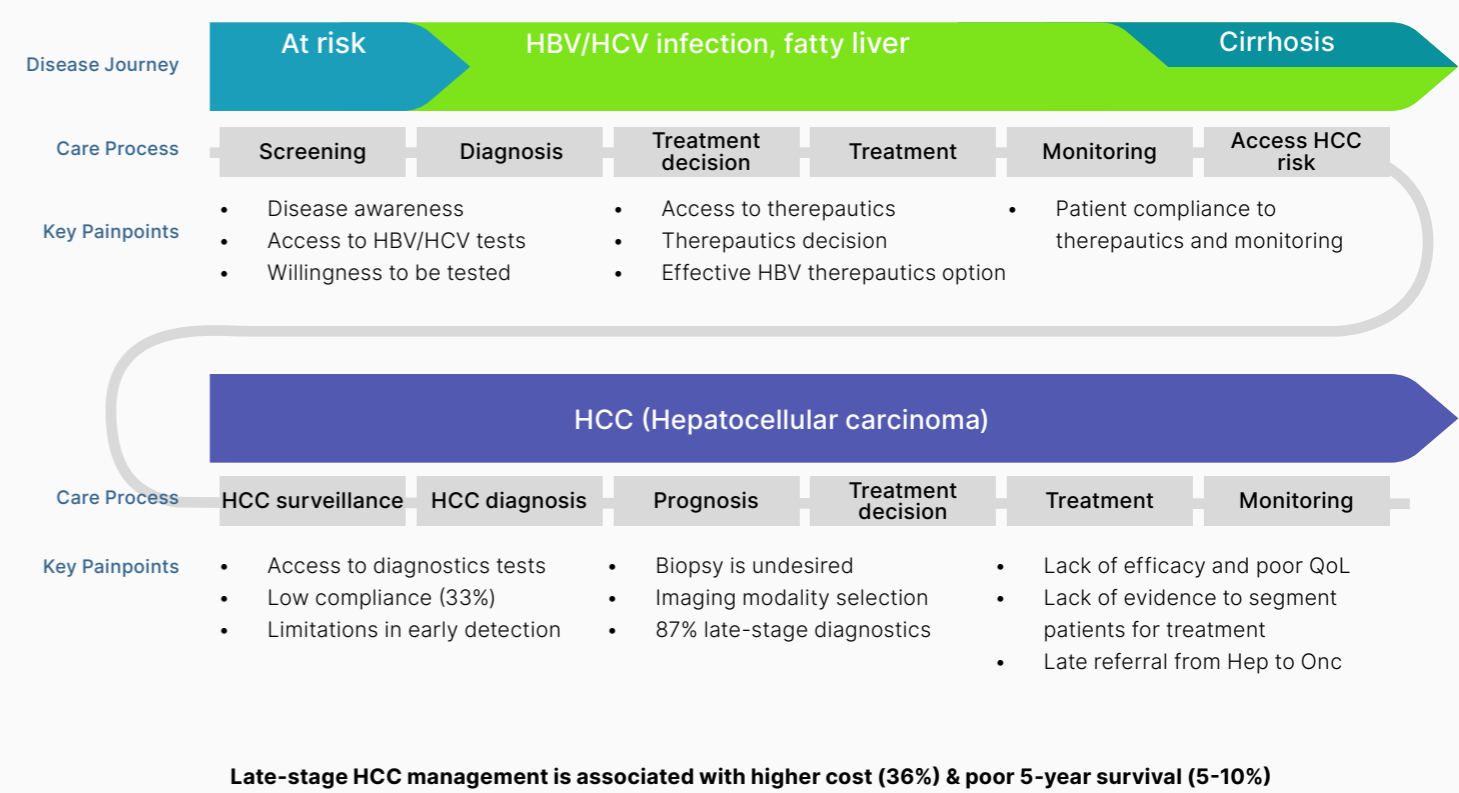 At risk
HBV/HCV infection, fatty liver
Cirrhosis
Disease Journey
Care Process
Screening
Diagnosis
Treatment
decision
Treatment
Monitoring
Access HCC
risk
Key Painpoints
• Disease awareness
• Access to HBV/HCV tests
• Willingness to be tested
• Access to therepautics
• Therepautics decision
• Effective HBV therepautics option
• Patient compliance to
therepautics and monitoring
HCC (Hepatocellular carcinoma)
Care Process
HCC surveillance
HCC diagnosis
Prognosis
Treatment
decision
Treatment
Monitoring
Key Painpoints
• Access to diagnostics tests
• Low compliance (33%)
• Limitations in early detection
• Biopsy is undesired
• Imaging modality selection
• 87% late-stage diagnostics
• Lack of efficacy and poor QoL
• Lack of evidence to segment
patients for treatment
• Late referral from Hep to Onc
Late-stage HCC management is associated with higher cost (36%) & poor 5-year survival (5-10%)